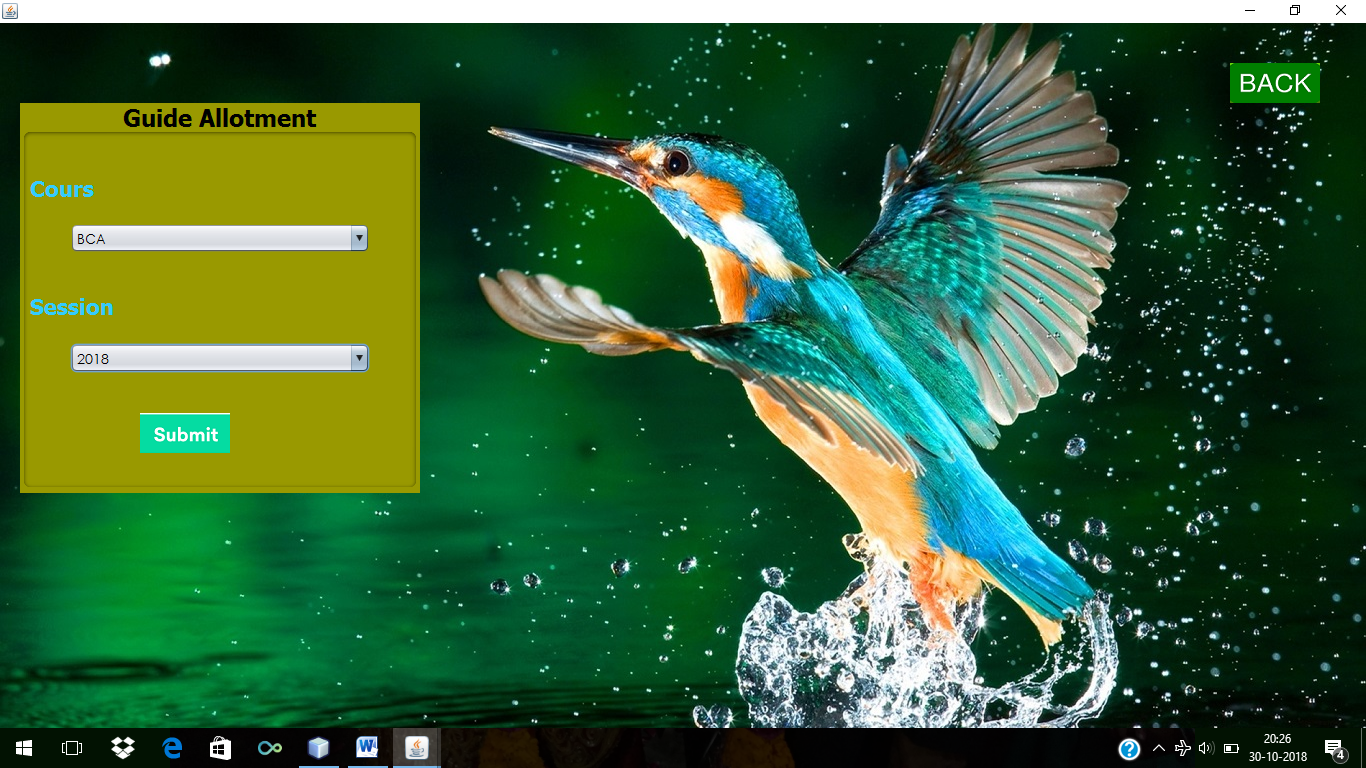 BACK
Guide Allotment
Cours
BCA
Session
2018
Submit
20:26
30-10-2018
4